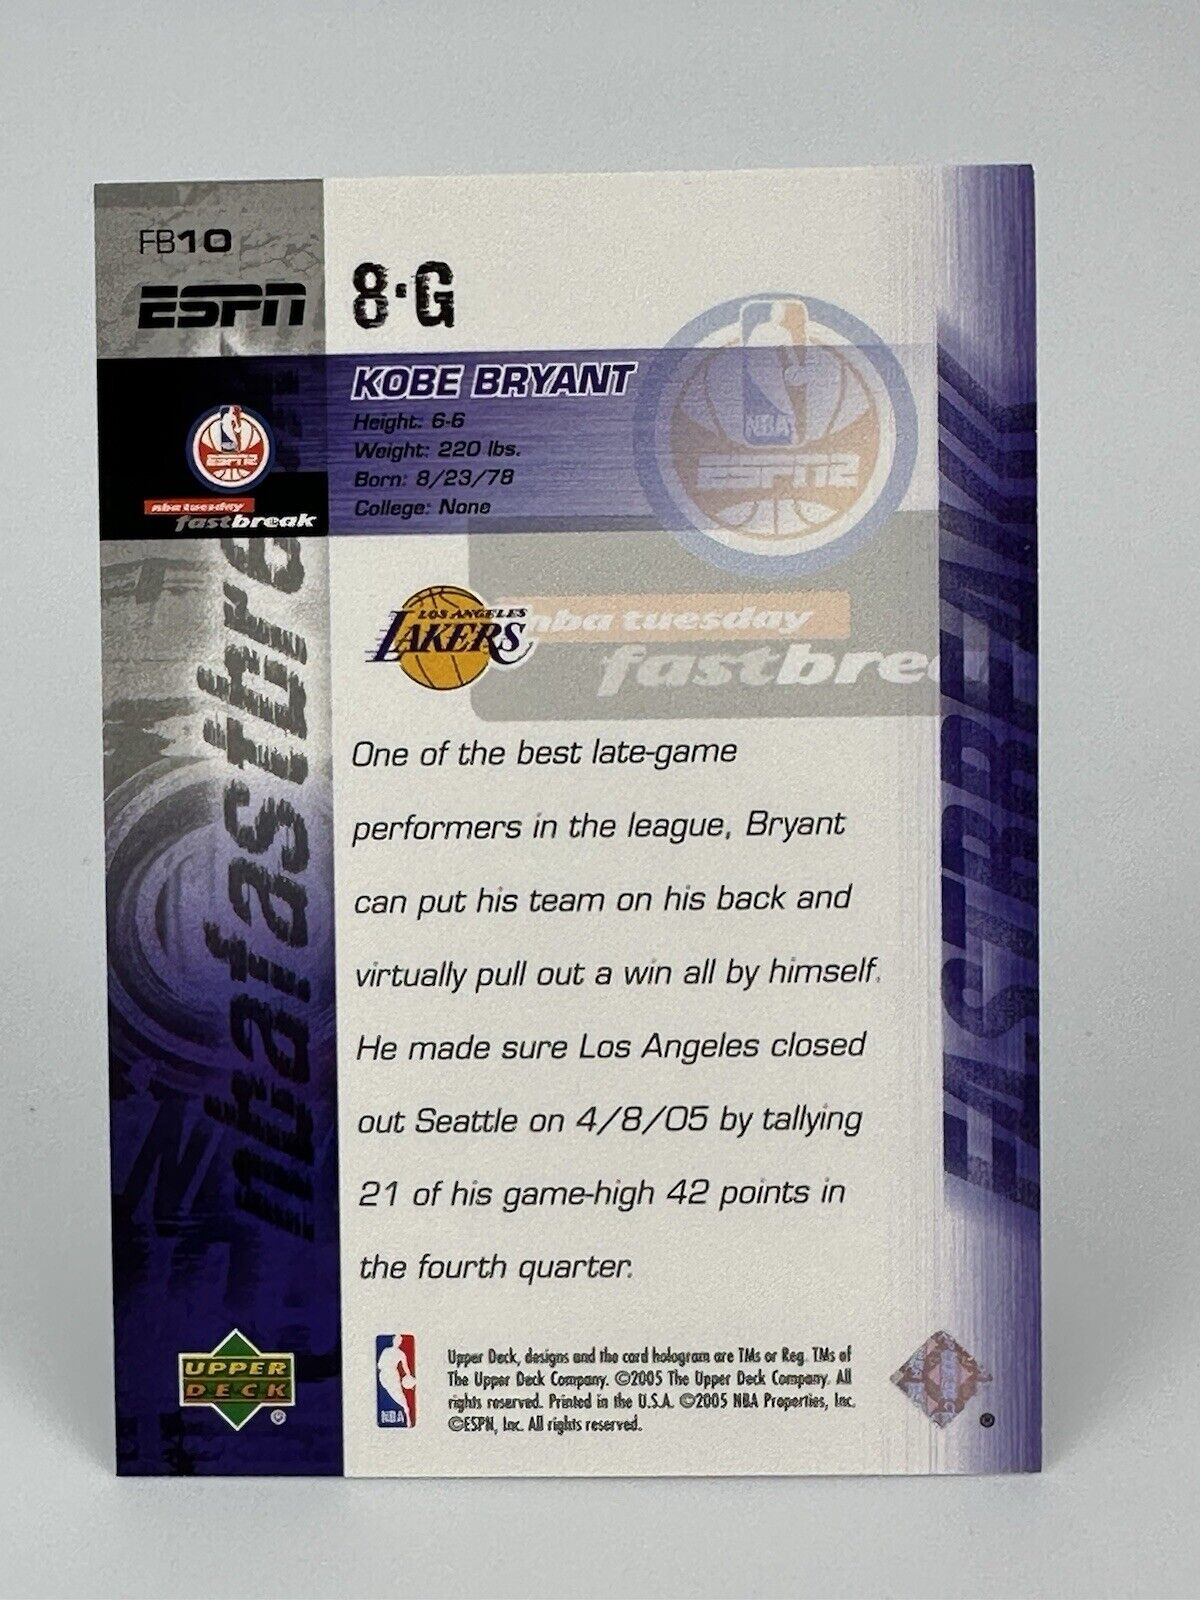 FB10
ESPN
8·G
KOBE BRYANT
Height: 6-6
Weight: 220 lbs.
Born: 8/23/78
College: None
NBA
ESPN2
nba tuesday
fastbreak
NBA
ESPN2
nba tuesday
fastbrea
LOS ANGELES
LAKERS
nbafastbre
FASTBREAK
One of the best late-game
performers in the league, Bryant
can put his team on his back and
virtually pull out a win all by himself.
He made sure Los Angeles closed
out Seattle on 4/8/05 by tallying
21 of his game-high 42 points in
the fourth quarter.
UPPER
DECK
NBA
Upper Deck, designs and the card hologram are TMs or Reg. TMs of
The Upper Deck Company. ©2005 The Upper Deck Company. All
rights reserved. Printed in the U.S.A. ©2005 NBA Properties, Inc.
©ESPN, Inc. All rights reserved.